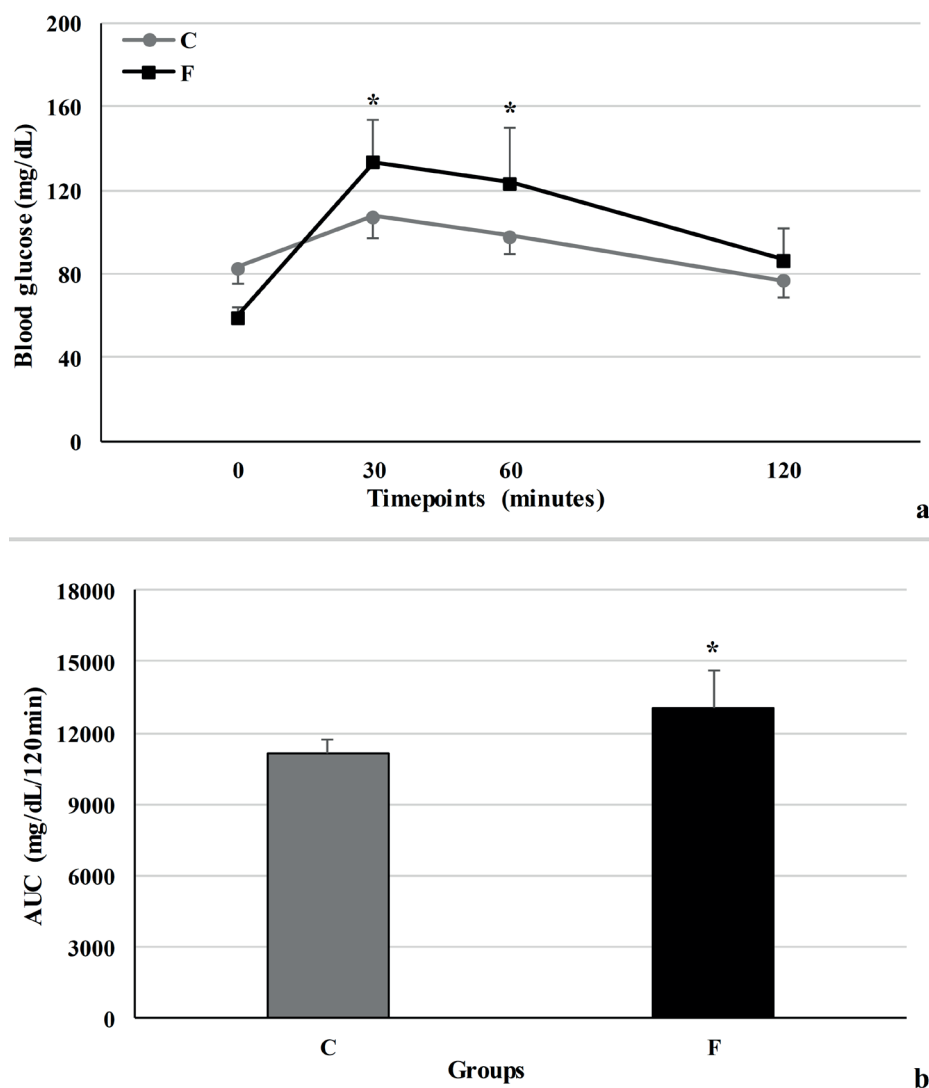 200
C
F
160
* *
120
80
40
0
Blood glucose (mg/dL)
0 30 60 120
Timepoints (minutes)
a
18000
15000
*
12000
9000
6000
3000
0
AUC (mg/dL/120min)
C F
Groups
b